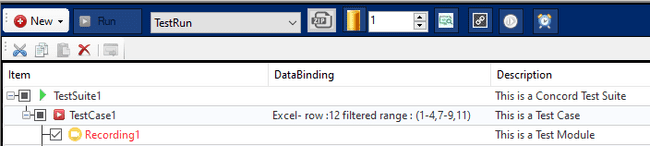 New Run TestRun 1
Item DataBinding Description
TestSuite1 This is a Concord Test Suite
TestCase1 Excel- row :12 filtered range : (1-4,7-9,11) This is a Test Case
Recording1 This is a Test Module